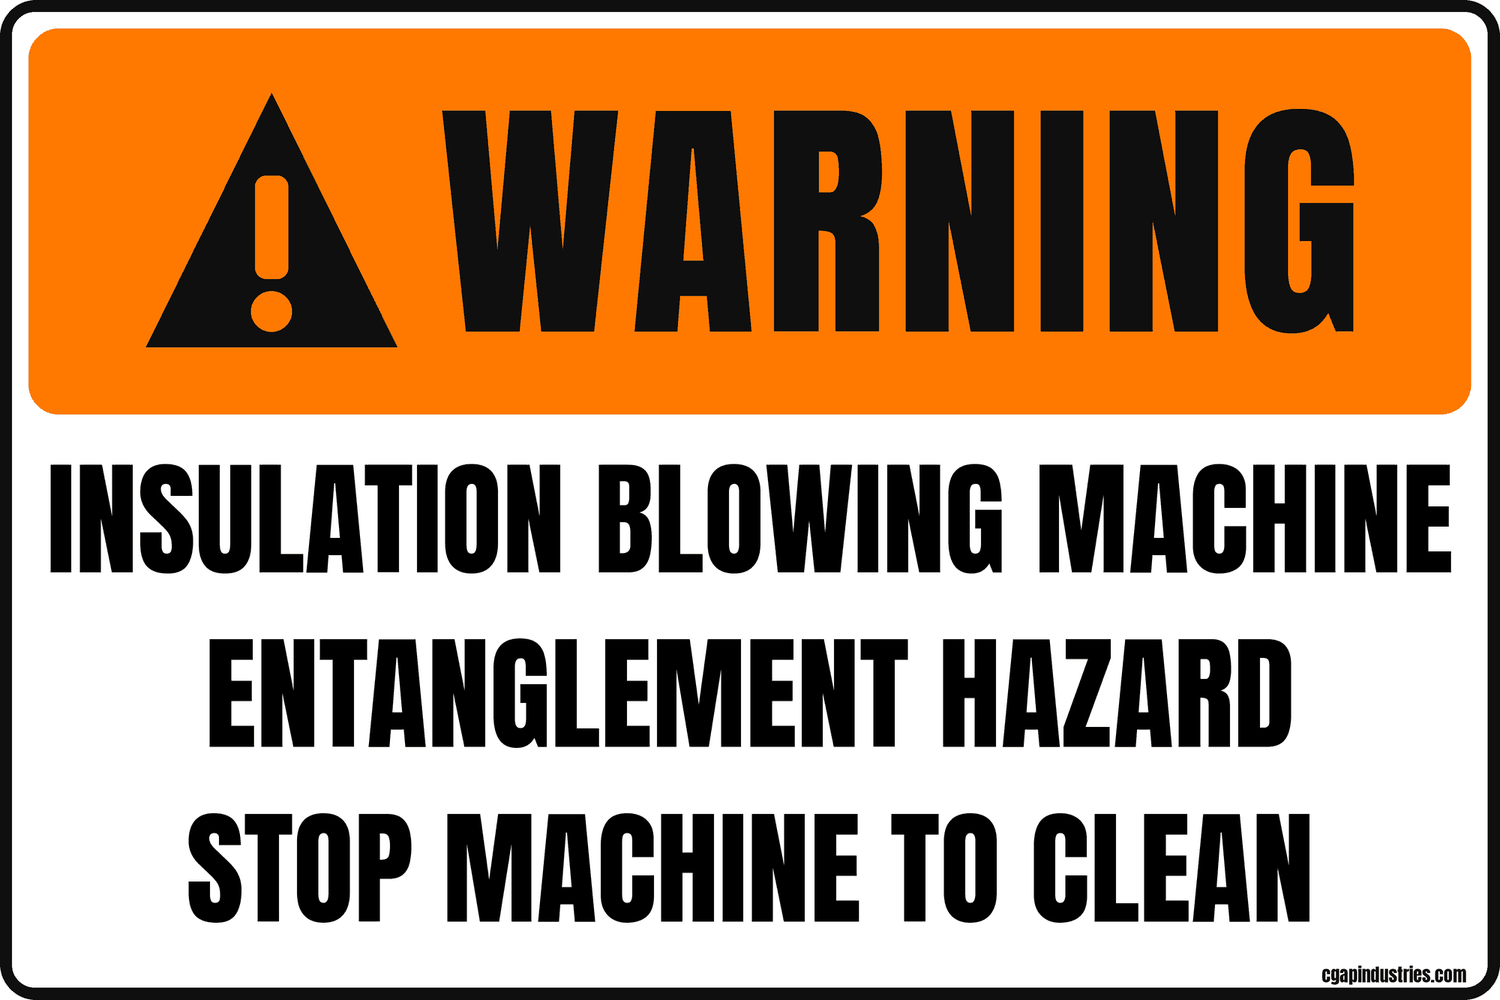 WARNING
INSULATION BLOWING MACHINE
ENTANGLEMENT HAZARD
STOP MACHINE TO CLEAN
cgapindustries.com